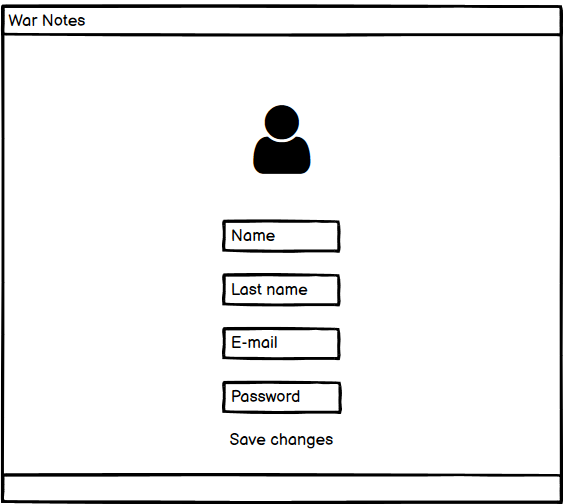 War Notes
Name
Last name
E-mail
Password
Save changes